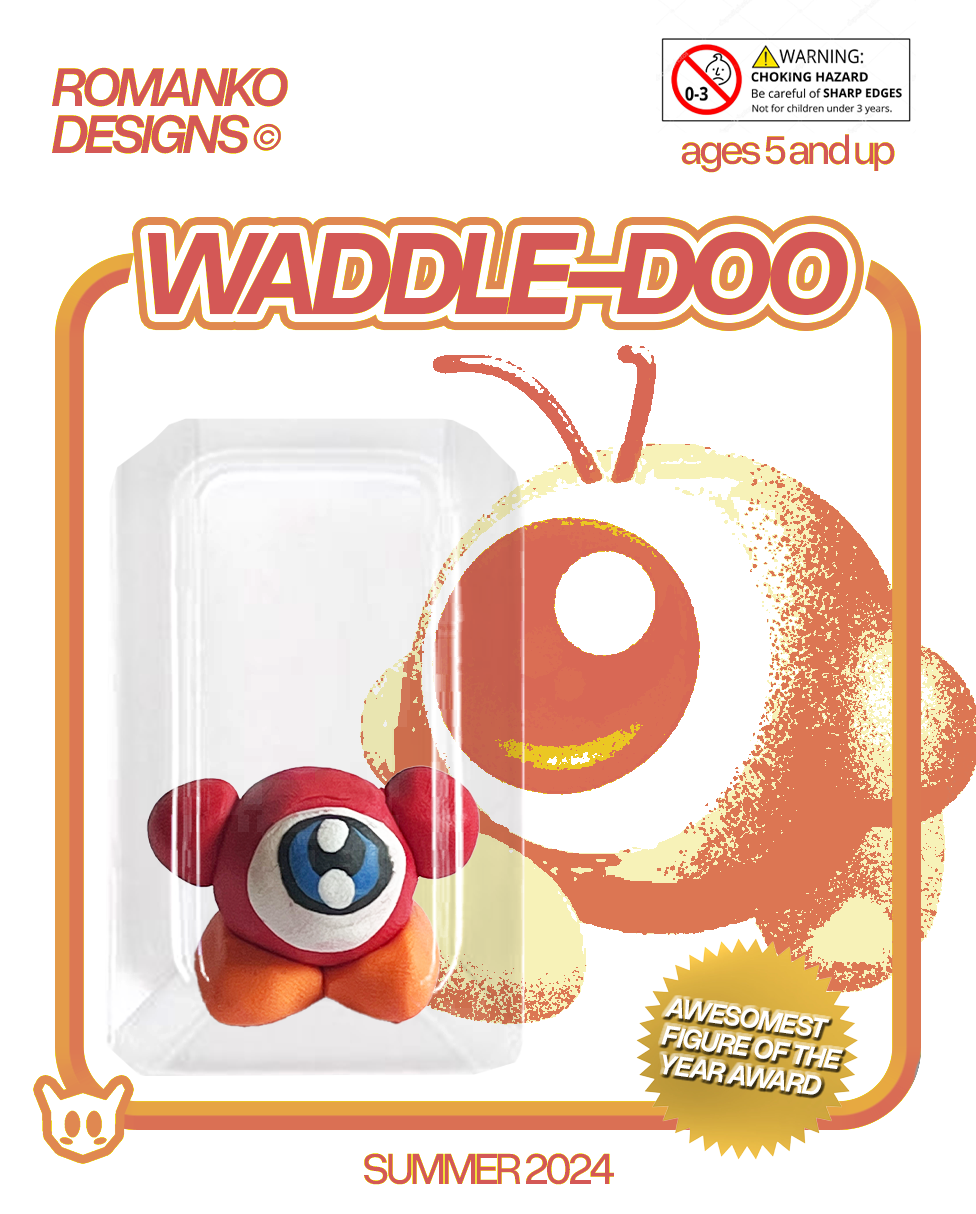 ROMANKO
DESIGNS ©
WARNING:
CHOKING HAZARD
0-3
Be careful of SHARP EDGES
Not for children under 3 years.
ages 5 and up
WADDLE-DOO
AWESOMEST
FIGURE OF THE
YEAR AWARD
SUMMER 2024